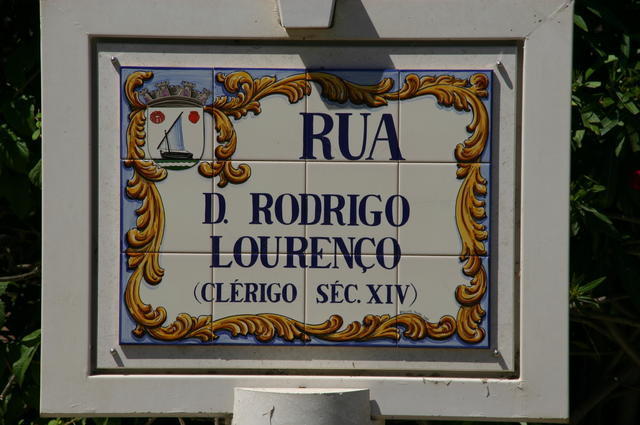 RUA
D. RODRIGO
LOURENÇO
(CLÉRIGO SÉC. XIV)